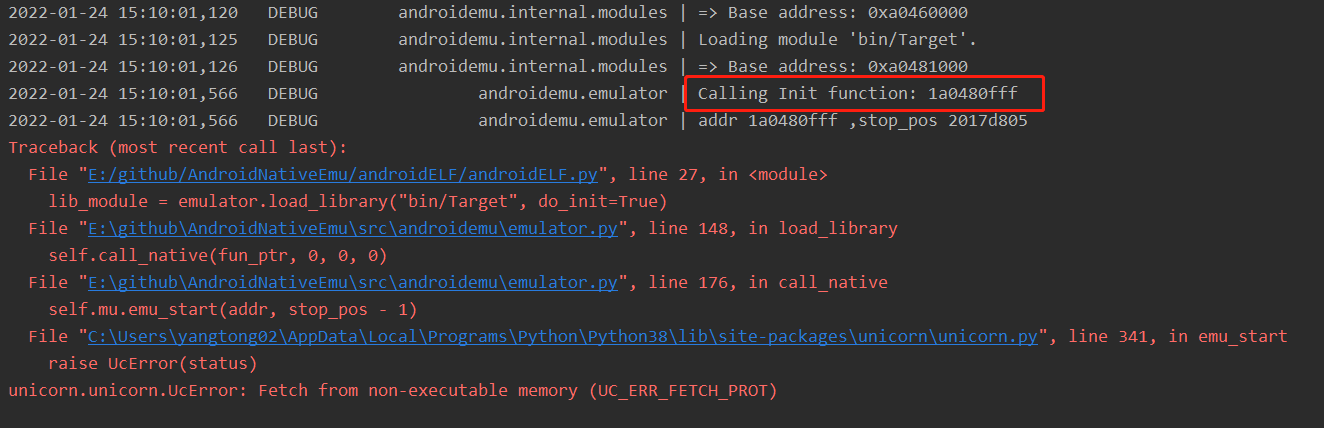 2022-01-24 15:10:01,120   DEBUG        androidemu.internal.modules | => Base address: 0xa0460000
2022-01-24 15:10:01,125   DEBUG        androidemu.internal.modules | Loading module 'bin/Target'.
2022-01-24 15:10:01,126   DEBUG        androidemu.internal.modules | => Base address: 0xa0481000
2022-01-24 15:10:01,566   DEBUG                androidemu.emulator | Calling Init function: 1a0480fff
2022-01-24 15:10:01,566   DEBUG                androidemu.emulator | addr 1a0480fff ,stop_pos 2017d805
Traceback (most recent call last):
  File "E:/github/AndroidNativeEmu/androidELF/androidELF.py", line 27, in <module>
    lib_module = emulator.load_library("bin/Target", do_init=True)
  File "E:\github\AndroidNativeEmu\src\androidemu\emulator.py", line 148, in load_library
    self.call_native(fun_ptr, 0, 0, 0)
  File "E:\github\AndroidNativeEmu\src\androidemu\emulator.py", line 176, in call_native
    self.mu.emu_start(addr, stop_pos - 1)
  File "C:\Users\yangtong02\AppData\Local\Programs\Python\Python38\lib\site-packages\unicorn\unicorn.py", line 341, in emu_start
    raise UcError(status)
unicorn.unicorn.UcError: Fetch from non-executable memory (UC_ERR_FETCH_PROT)